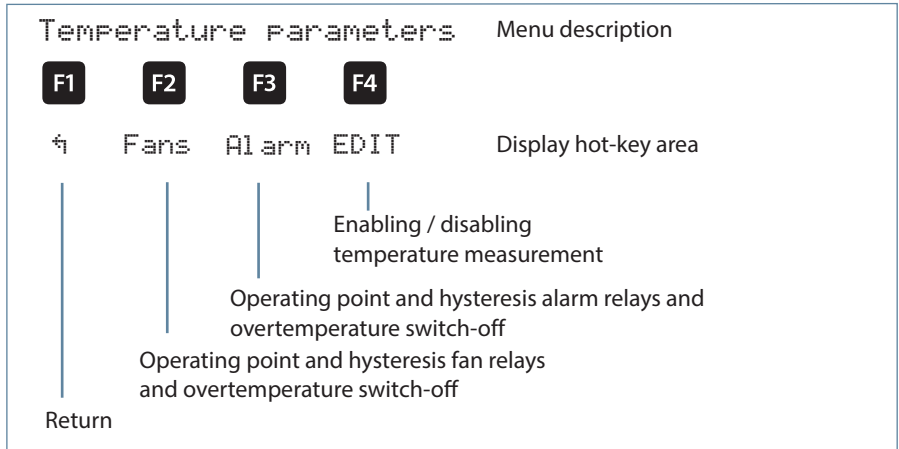 Temperature parameters Menu description
F1 F2 F3 F4
↰ Fans Alarm EDIT Display hot-key area
Enabling / disabling
temperature measurement
Operating point and hysteresis alarm relays and
overtemperature switch-off
Operating point and hysteresis fan relays
and overtemperature switch-off
Return